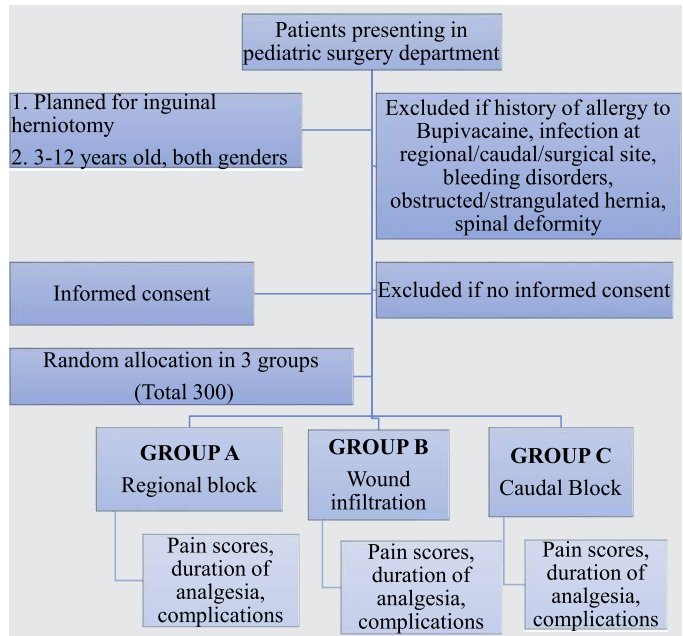 Patients presenting in
pediatric surgery department
1. Planned for inguinal
herniotomy
2. 3-12 years old, both genders
Excluded if history of allergy to
Bupivacaine, infection at
regional/caudal/surgical site,
bleeding disorders,
obstructed/strangulated hernia,
spinal deformity
Informed consent
Excluded if no informed consent
Random allocation in 3 groups
(Total 300)
GROUP A
Regional block
GROUP B
Wound
infiltration
GROUP C
Caudal Block
Pain scores,
duration of
analgesia,
complications
Pain scores,
duration of
analgesia,
complications
Pain scores,
duration of
analgesia,
complications